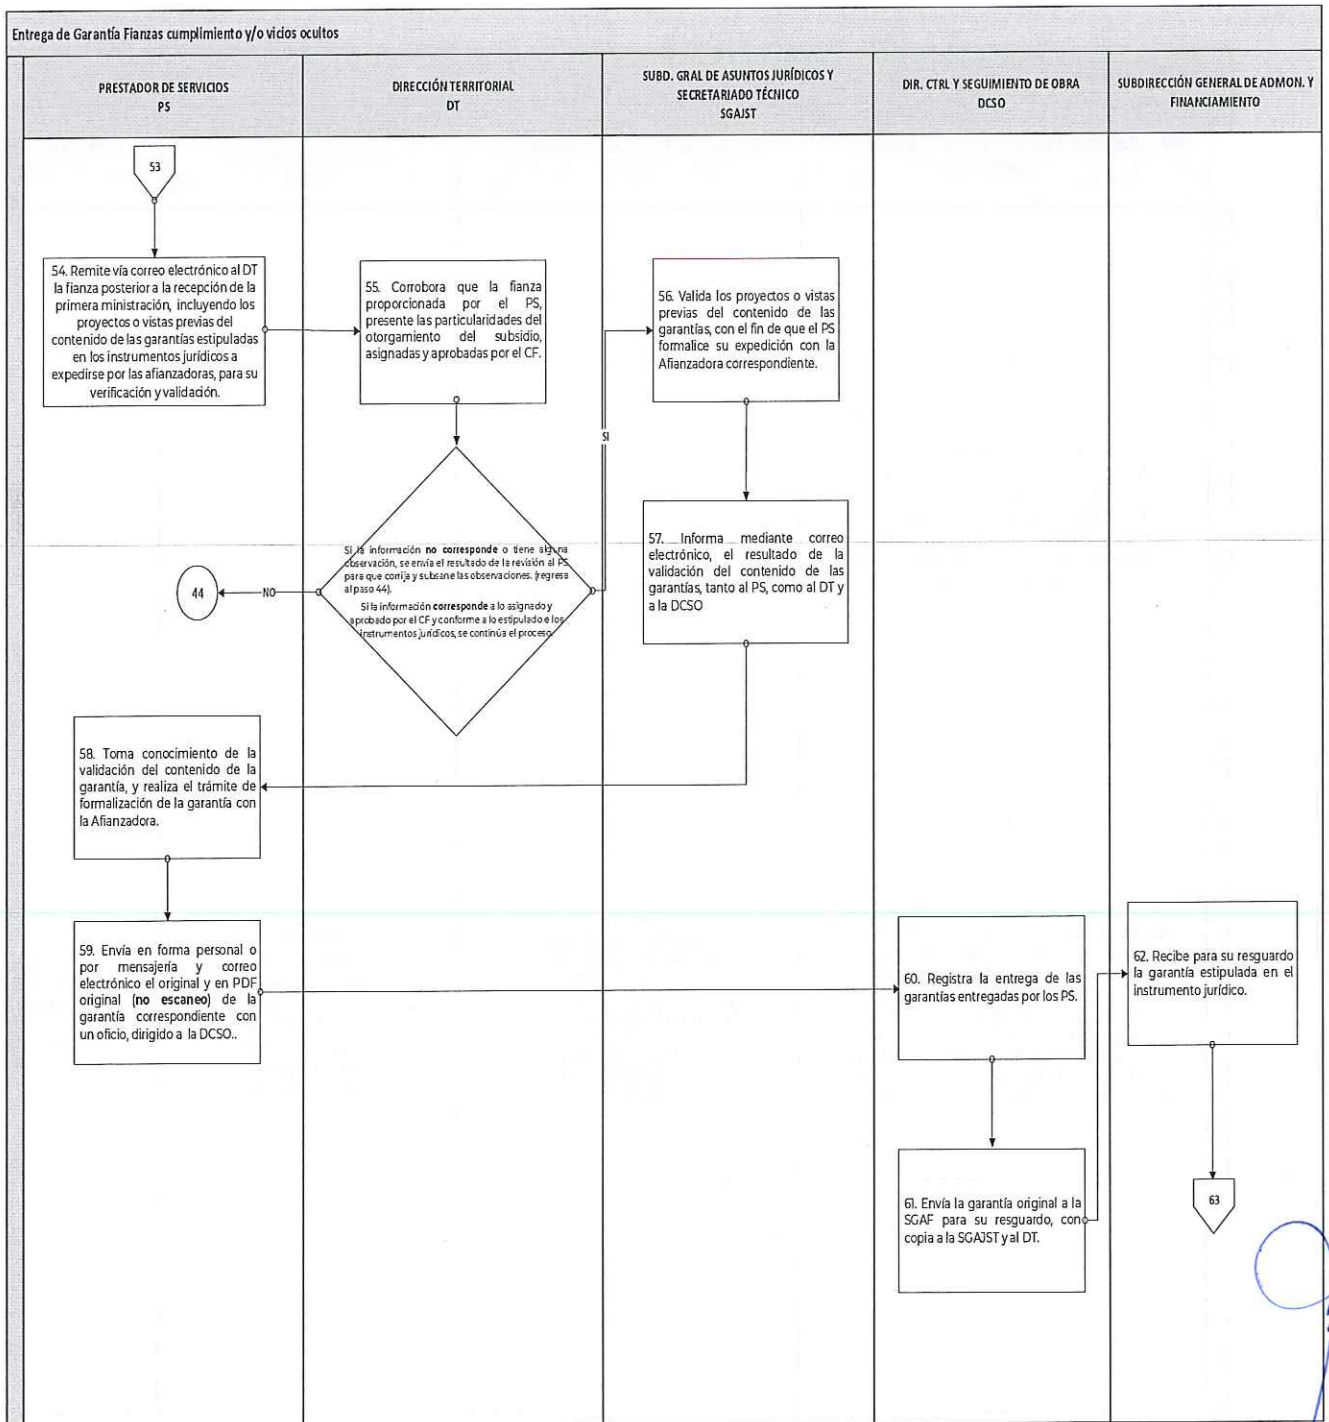 Entrega de Garantía Fianzas cumplimiento y/o vicios ocultos
PRESTADOR DE SERVICIOS
PS
DIRECCIÓN TERRITORIAL
DT
SUBD. GRAL DE ASUNTOS JURÍDICOS Y
SECRETARIADO TÉCNICO
SGAJST
DIR. CTRL Y SEGUIMIENTO DE OBRA
DCSO
SUBDIRECCIÓN GENERAL DE ADMON. Y
FINANCIAMIENTO
53
54. Remite vía correo electrónico al DT
la fianza posterior a la recepción de la
primera ministración, incluyendo los
proyectos o vistas previas del
contenido de las garantías estipuladas
en los instrumentos jurídicos a
expedirse por las afianzadoras, para su
verificación y validación.
55. Corrobora que la fianza
proporcionada por el PS,
presente las particularidades del
otorgamiento del subsidio,
asignadas y aprobadas por el CF.
56. Valida los proyectos o vistas
previas del contenido de las
garantías, con el fin de que el PS
formalice su expedición con la
Afianzadora correspondiente.
SI
Si la información no corresponde o tiene alguna
observación, se envía el resultado de la revisión al PS
para que corrija y subsane las observaciones. (regresa
al paso 44).
Si la información corresponde a lo asignado y
aprobado por el CF y conforme a lo estipulado e los
instrumentos jurídicos, se continúa el proceso.
NO
44
57. Informa mediante correo
electrónico, el resultado de la
validación del contenido de las
garantías, tanto al PS, como al DT y
a la DCSO
58. Toma conocimiento de la
validación del contenido de la
garantía, y realiza el trámite de
formalización de la garantía con
la Afianzadora.
59. Envía en forma personal o
por mensajería y correo
electrónico el original y en PDF
original (no escaneo) de la
garantía correspondiente con
un oficio, dirigido a la DCSO..
60. Registra la entrega de las
garantías entregadas por los PS.
61. Envía la garantía original a la
SGAF para su resguardo, con
copia a la SGAJST y al DT.
62. Recibe para su resguardo
la garantía estipulada en el
instrumento jurídico.
63